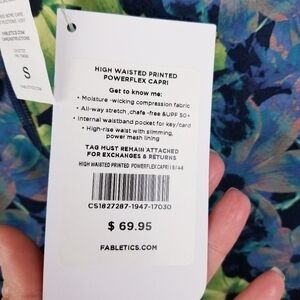 FABLETICS.COM
S
HIGH WAISTED PRINTED
POWERFLEX CAPRI
Get to know me:
• Moisture -wicking compression fabric
• All-way stretch ,chafe -free &UPF 50+
• Internal waistband pocket for key/card
• High-rise waist with slimming,
power mesh lining
TAG MUST REMAIN ATTACHED
FOR EXCHANGES & RETURNS
HIGH WAISTED PRINTED POWERFLEX CAPRI
CS1827287-1947-17030
$ 69.95
FABLETICS.COM